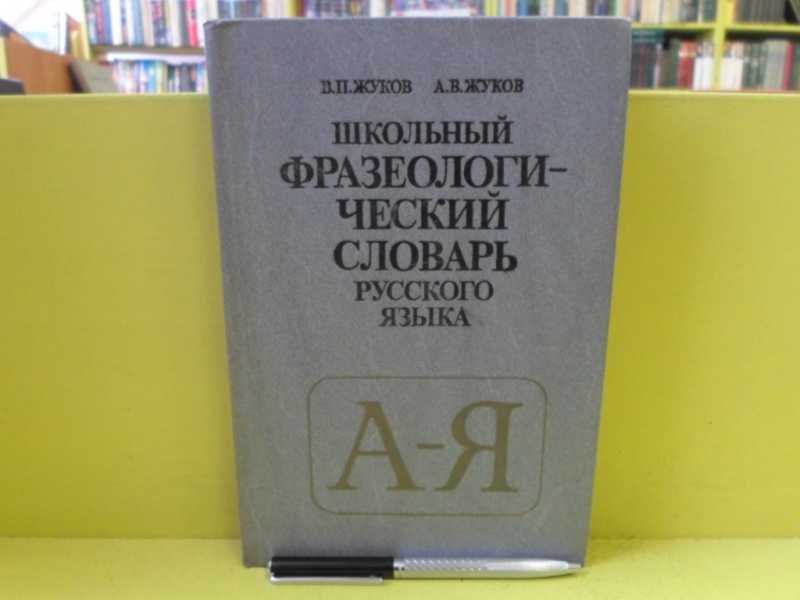 В.П.ЖУКОВ А.В.ЖУКОВ
ШКОЛЬНЫЙ
ФРАЗЕОЛОГИ-
ЧЕСКИЙ
СЛОВАРЬ
РУССКОГО
ЯЗЫКА
А-Я